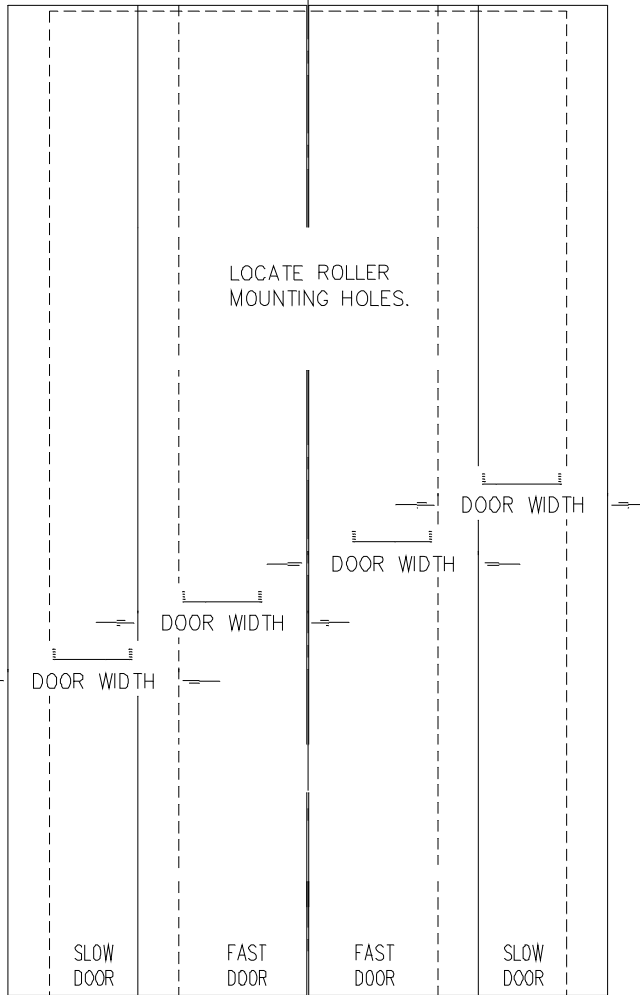 LOCATE ROLLER
MOUNTING HOLES.
DOOR WIDTH
DOOR WIDTH
DOOR WIDTH
DOOR WIDTH
SLOW
DOOR
FAST
DOOR
FAST
DOOR
SLOW
DOOR